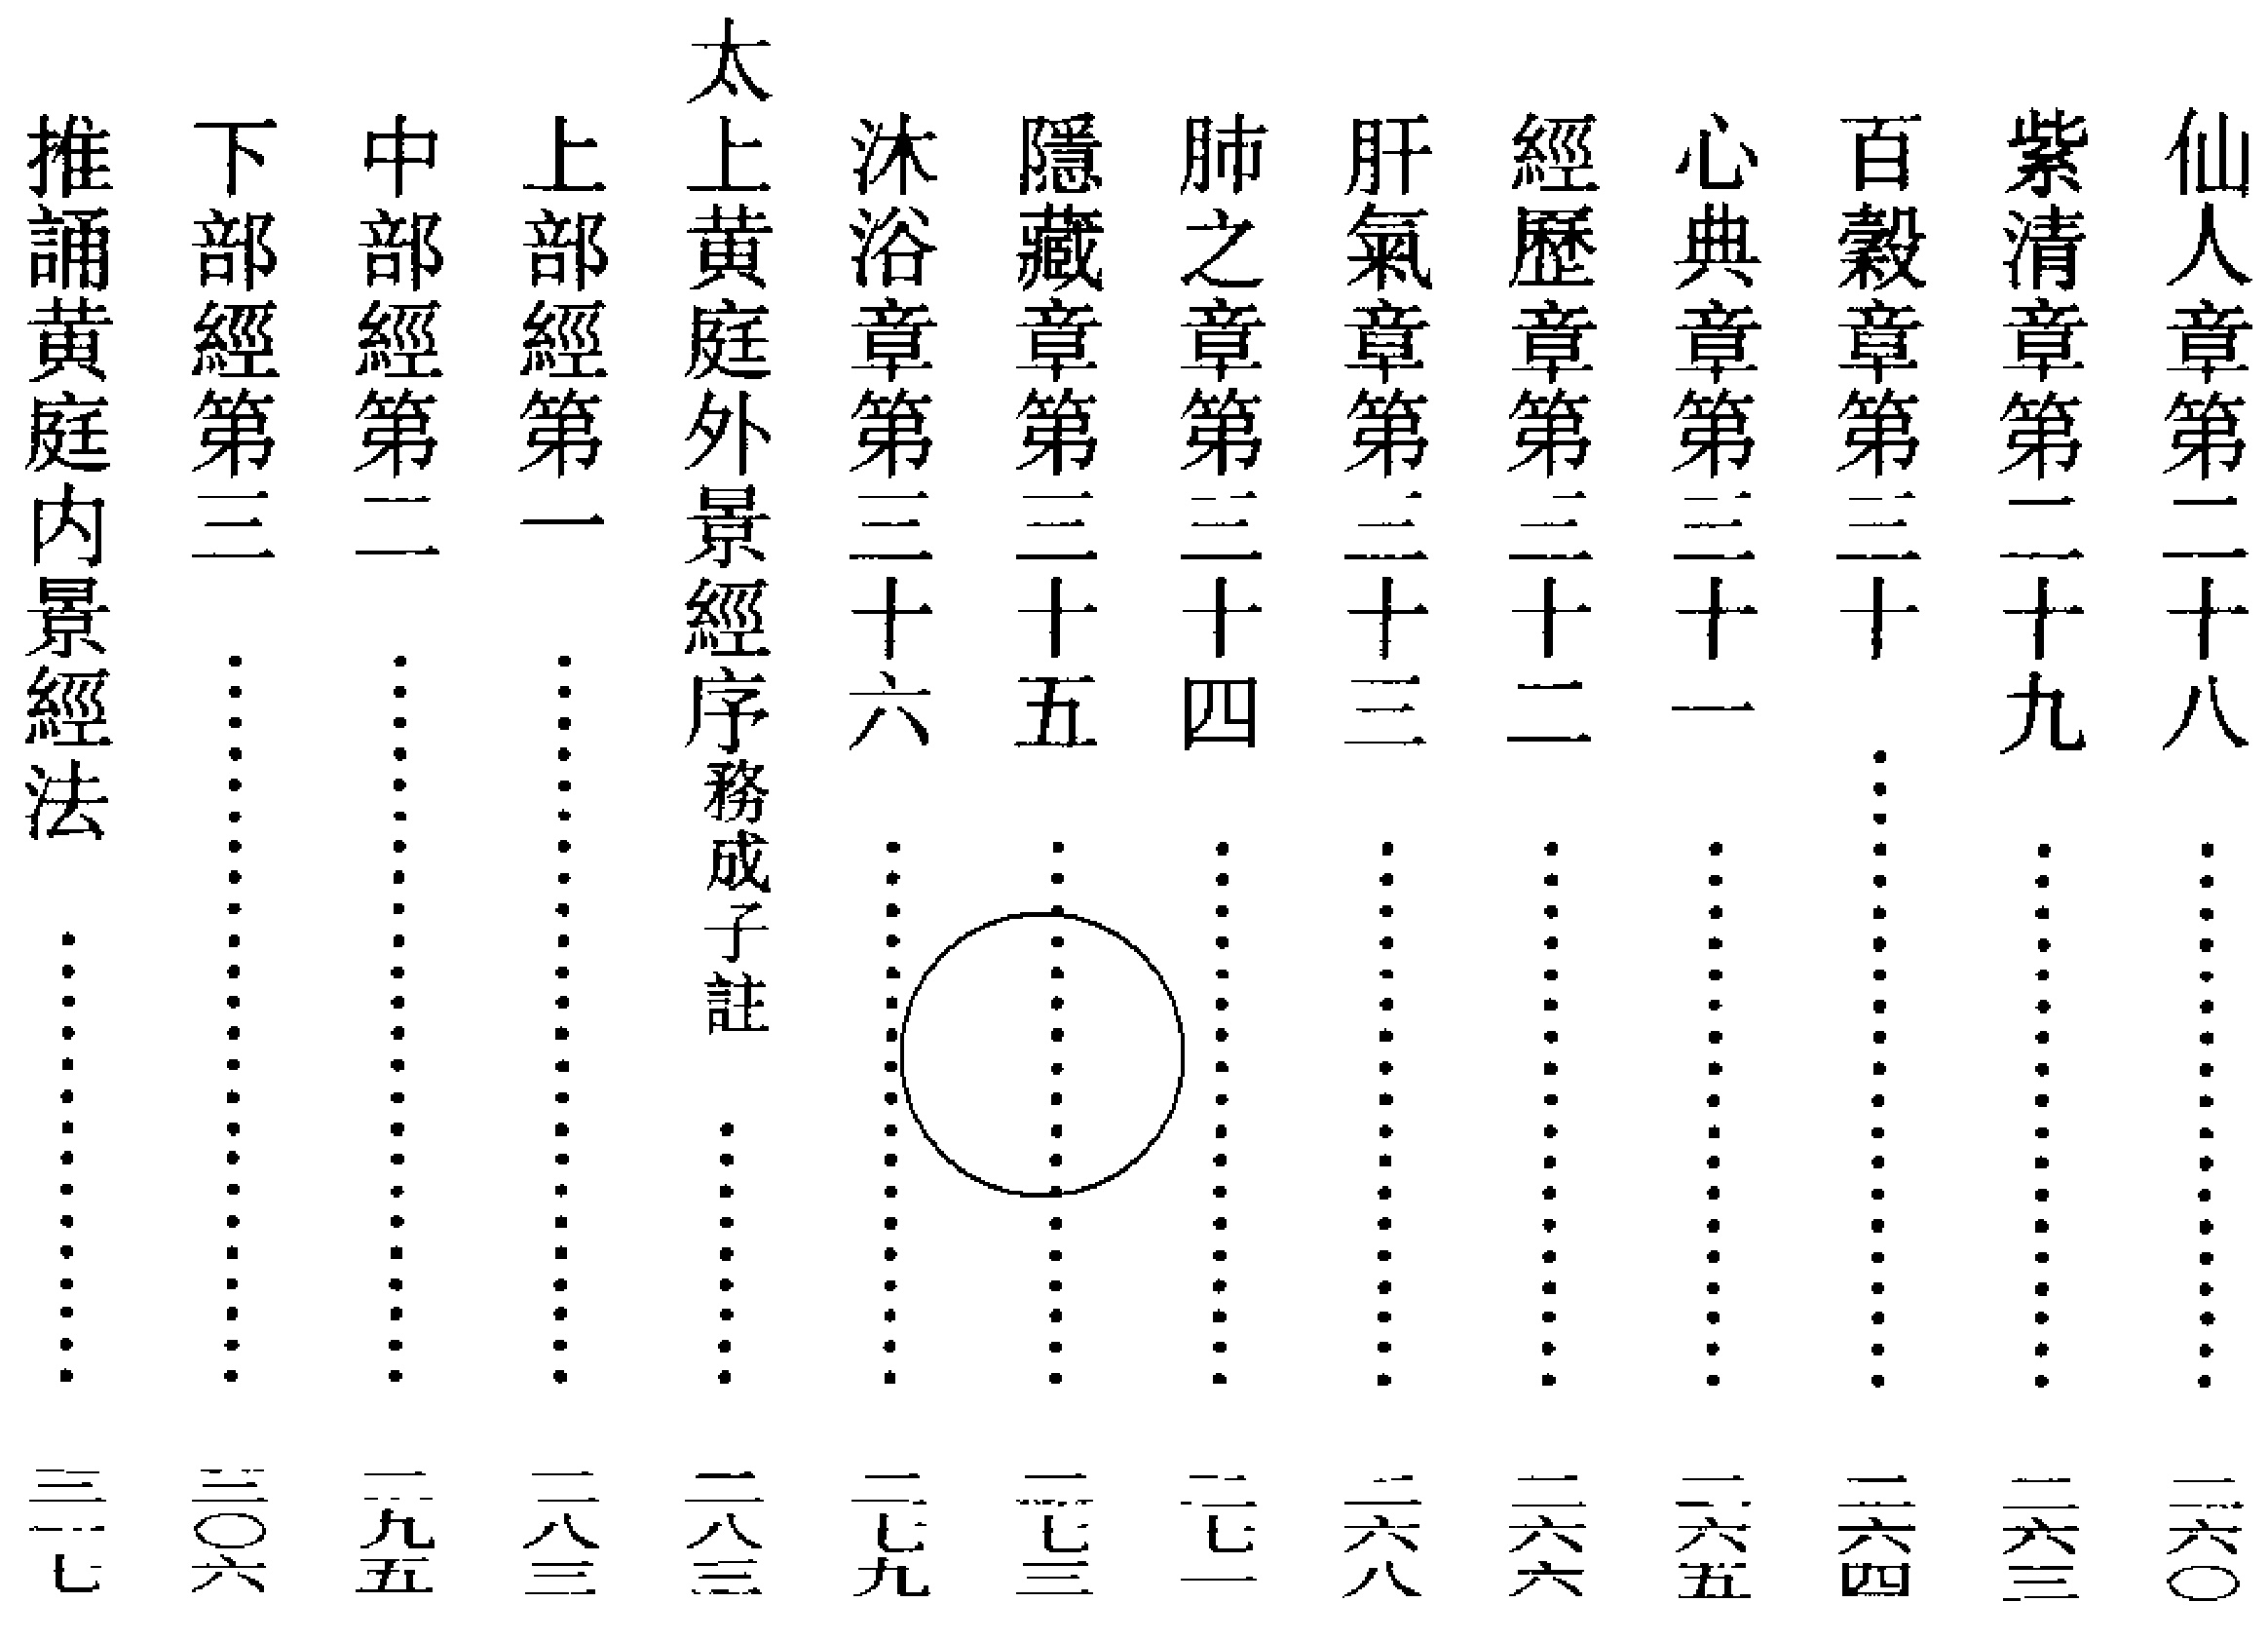 仙人章第二十八………………二六〇
紫清章第二十九………………二六三
百穀章第三十………………二六四
心典章第三十一………………二六五
經歷章第三十二………………二六六
肝氣章第三十三………………二六八
肺之章第三十四………………二七一
隱藏章第三十五………………二七三
沐浴章第三十六………………二七九
太上黄庭外景經序務成子註………………二八三
上部經第一………………二八三
中部經第二………………二九五
下部經第三………………三〇六
推誦黄庭内景經法………………三一七